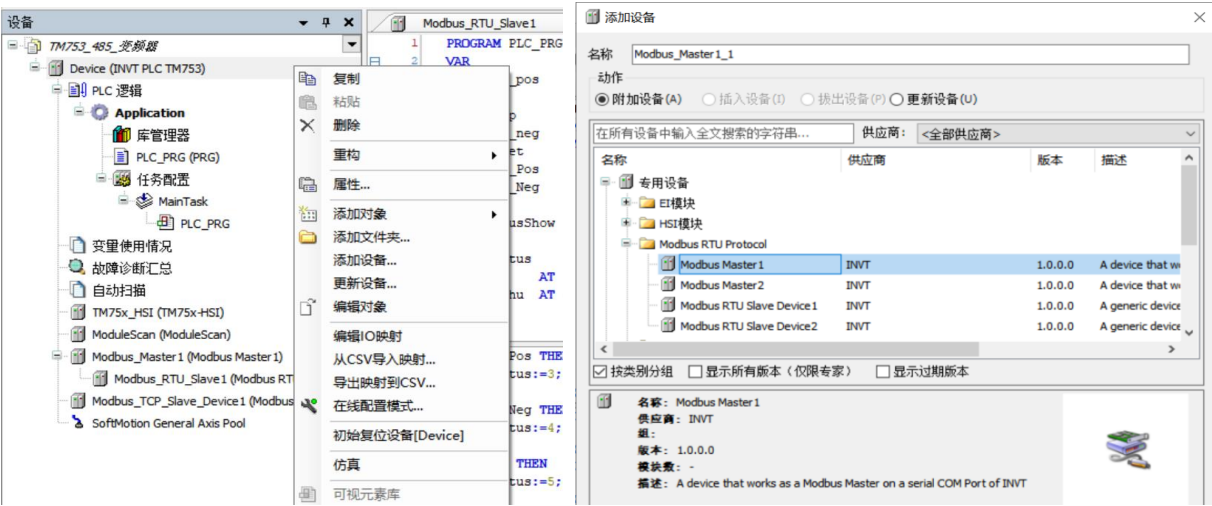 设备
TM753_485_变频器
Device (INVT PLC TM753)
PLC 逻辑
Application
库管理器
PLC_PRG (PRG)
任务配置
MainTask
PLC_PRG
变量使用情况
故障诊断汇总
自动扫描
TM75x_HSI (TM75x-HSI)
ModuleScan (ModuleScan)
Modbus_Master1 (Modbus Master1)
Modbus_RTU_Slave1 (Modbus RT
Modbus_TCP_Slave_Device1 (Modbus
SoftMotion General Axis Pool
复制
粘贴
删除
重构
属性...
添加对象
添加文件夹...
添加设备...
更新设备...
编辑对象
编辑IO映射
从CSV导入映射...
导出映射到CSV...
在线配置模式...
初始复位设备[Device]
仿真
可视元素库
Modbus_RTU_Slave1
1 PROGRAM PLC_PRG
2 VAR
_pos
p
_neg
et
_Pos
_Neg
usShow
tus
AT
hu AT
Pos THE
tus:=3;
Neg THE
tus:=4;
THEN
tus:=5;
添加设备
名称 Modbus_Master1_1
动作
附加设备(A) 插入设备(I) 拔出设备(P) 更新设备(U)
在所有设备中输入全文搜索的字符串... 供应商: <全部供应商>
名称 供应商 版本 描述
专用设备
EI模块
HSI模块
Modbus RTU Protocol
Modbus Master1 INVT 1.0.0.0 A device that w
Modbus Master2 INVT 1.0.0.0 A device that w
Modbus RTU Slave Device1 INVT 1.0.0.0 A generic device
Modbus RTU Slave Device2 INVT 1.0.0.0 A generic device
按类别分组 显示所有版本(仅限专家) 显示过期版本
名称: Modbus Master1
供应商: INVT
组:
版本: 1.0.0.0
模块数: -
描述: A device that works as a Modbus Master on a serial COM Port of INVT